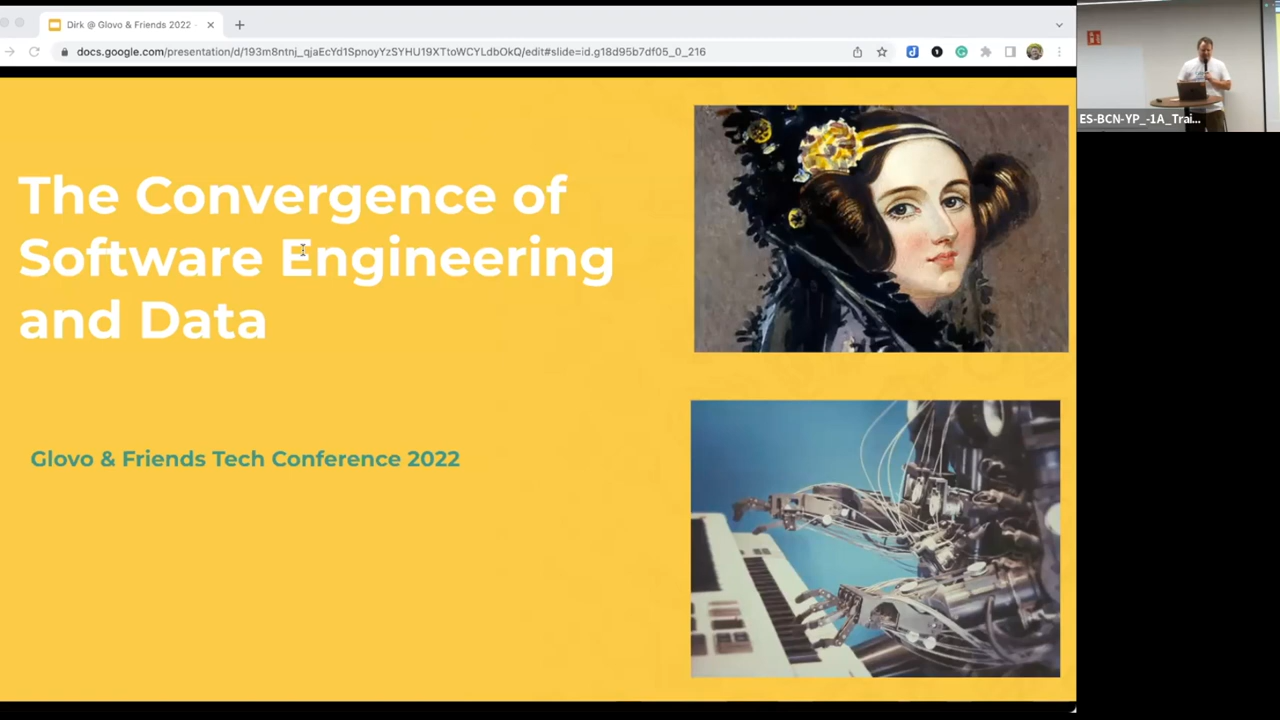 Dirk @ Glovo & Friends 2022
docs.google.com/presentation/d/193m8ntnj_qjaEcYd1SpnoyYzSYHU19XTtoWCYLdbOkQ/edit#slide=id.g18d95b7df05_0_216
ES-BCN-YP_-1A_Trai...
The Convergence of
Software Engineering
and Data
Glovo & Friends Tech Conference 2022